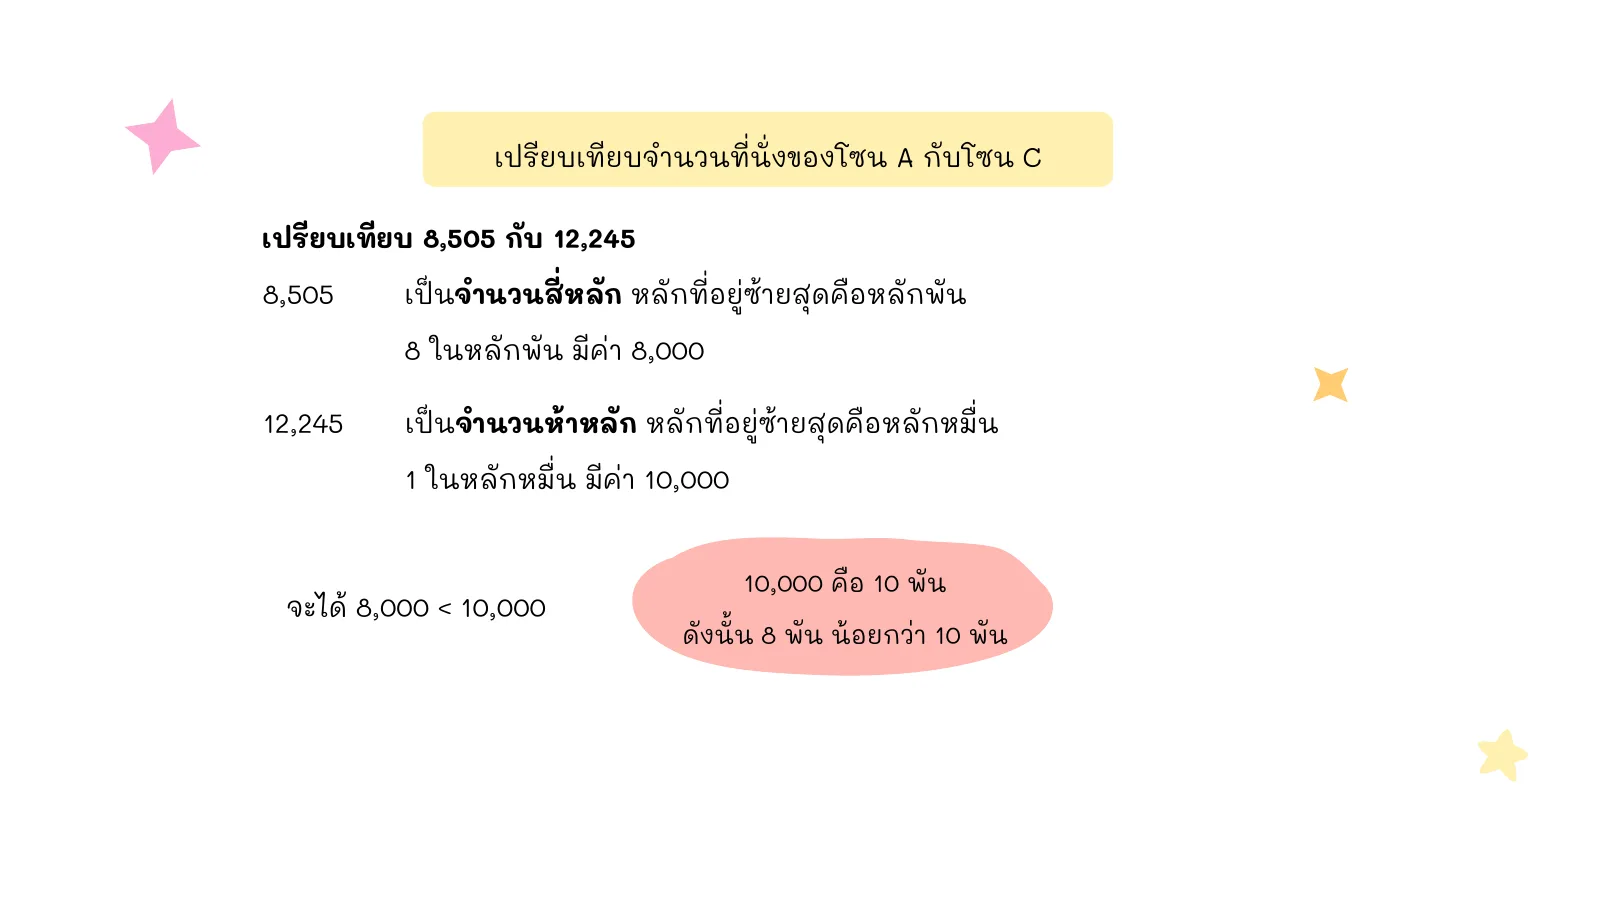 เปรียบเทียบจำนวนที่นั่งของโซน A กับโซน C
เปรียบเทียบ 8,505 กับ 12,245
8,505 เป็นจำนวนสี่หลัก หลักที่อยู่ซ้ายสุดคือหลักพัน
8 ในหลักพัน มีค่า 8,000
12,245 เป็นจำนวนห้าหลัก หลักที่อยู่ซ้ายสุดคือหลักหมื่น
1 ในหลักหมื่น มีค่า 10,000
จะได้ 8,000 < 10,000
10,000 คือ 10 พัน
ดังนั้น 8 พัน น้อยกว่า 10 พัน